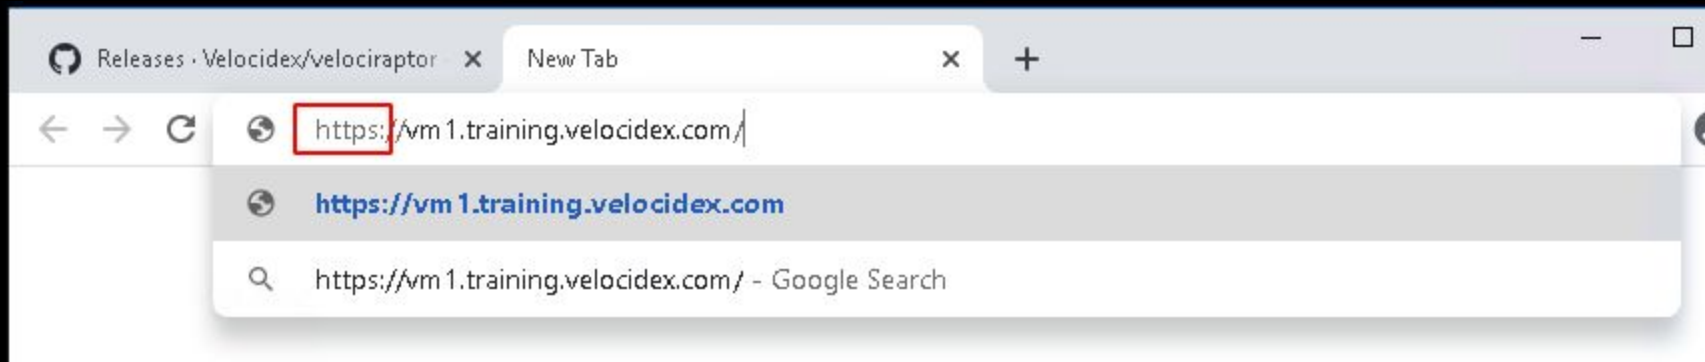 Releases · Velocidex/velociraptor
New Tab
https://vm1.training.velocidex.com/
https://vm1.training.velocidex.com
https://vm1.training.velocidex.com/ - Google Search